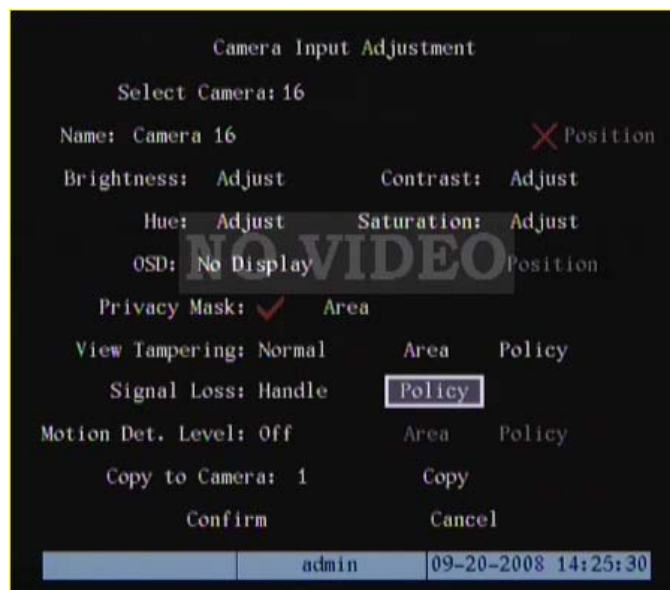 Camera Input Adjustment
Select Camera: 16
Name: Camera 16 Position
Brightness: Adjust Contrast: Adjust
Hue: Adjust Saturation: Adjust
NO VIDEO
OSD: No Display Position
Privacy Mask: Area
View Tampering: Normal Area Policy
Signal Loss: Handle Policy
Motion Det. Level: Off Area Policy
Copy to Camera: 1 Copy
Confirm Cancel
admin 09-20-2008 14:25:30